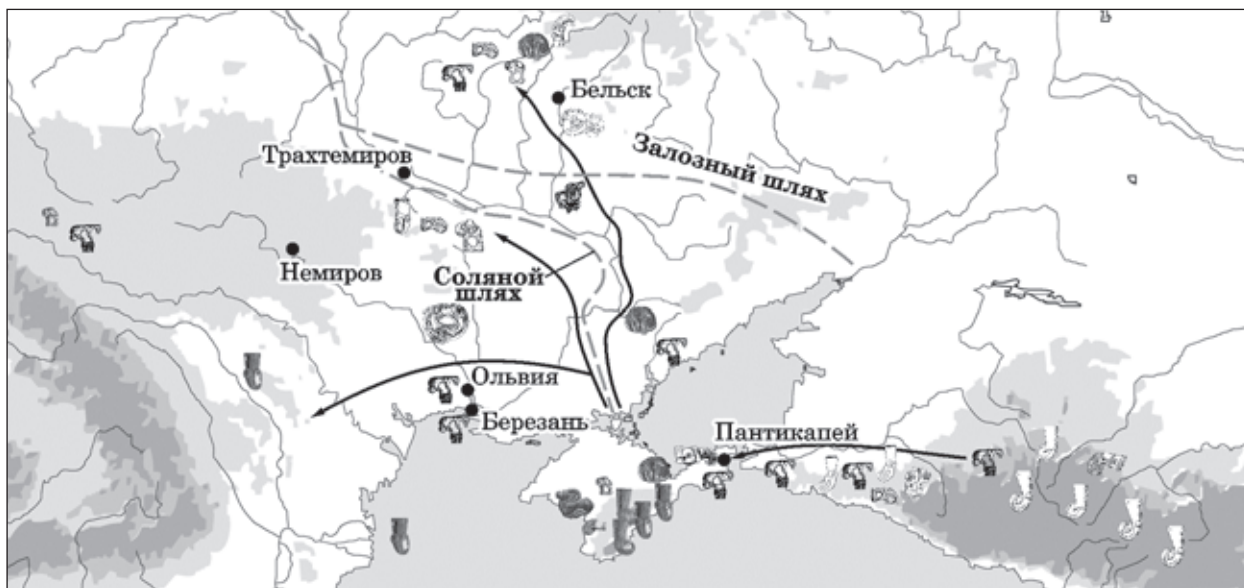 Бельск
Трахтемиров
Залозный шлях
Немиров
Соляной
шлях
Ольвия
Березань
Пантикапей